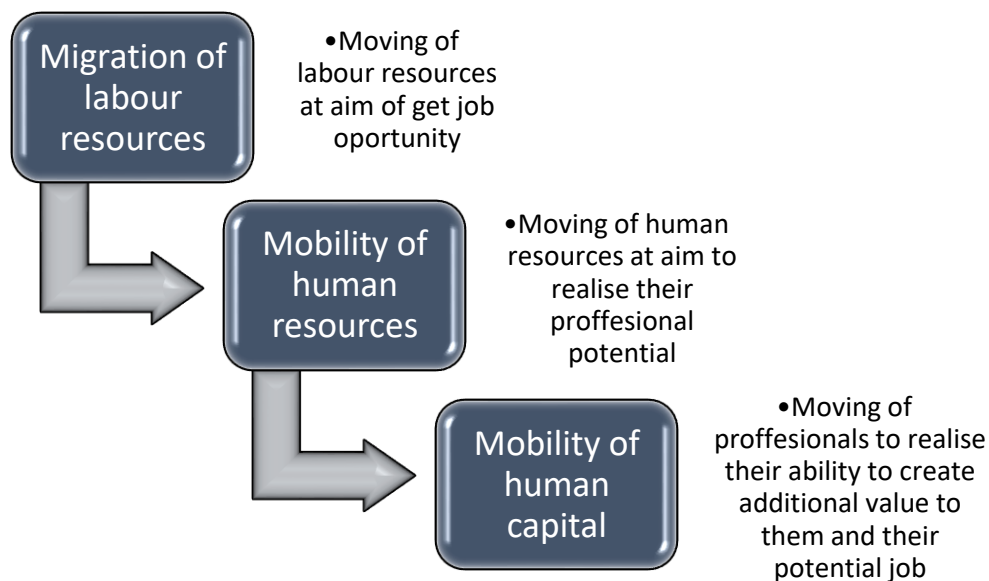 Migration of
labour
resources
•Moving of
labour resources
at aim of get job
oportunity
Mobility of
human
resources
•Moving of human
resources at aim to
realise their
proffesional
potential
Mobility of
human
capital
•Moving of
proffesionals to realise
their ability to create
additional value to
them and their
potential job